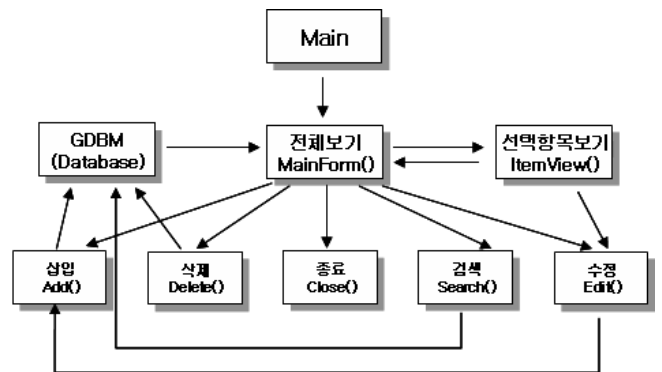 Main
GDBM
(Database)
전체보기
MainForm()
선택항목보기
ItemView()
삽입
Add()
삭제
Delete()
종료
Close()
검색
Search()
수정
Edit()